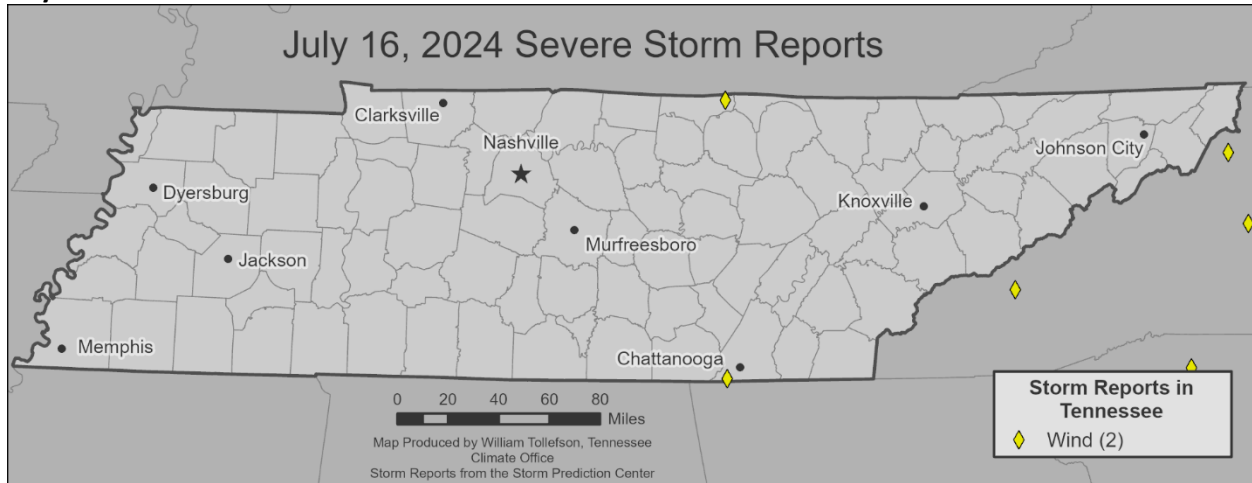 July 16, 2024 Severe Storm Reports
Clarksville
Nashville
Johnson City
Dyersburg
Knoxville
Murfreesboro
Jackson
Memphis
Chattanooga
0 20 40 60 80
Miles
Map Produced by William Tollefson, Tennessee
Climate Office
Storm Reports from the Storm Prediction Center
Storm Reports in
Tennessee
Wind (2)